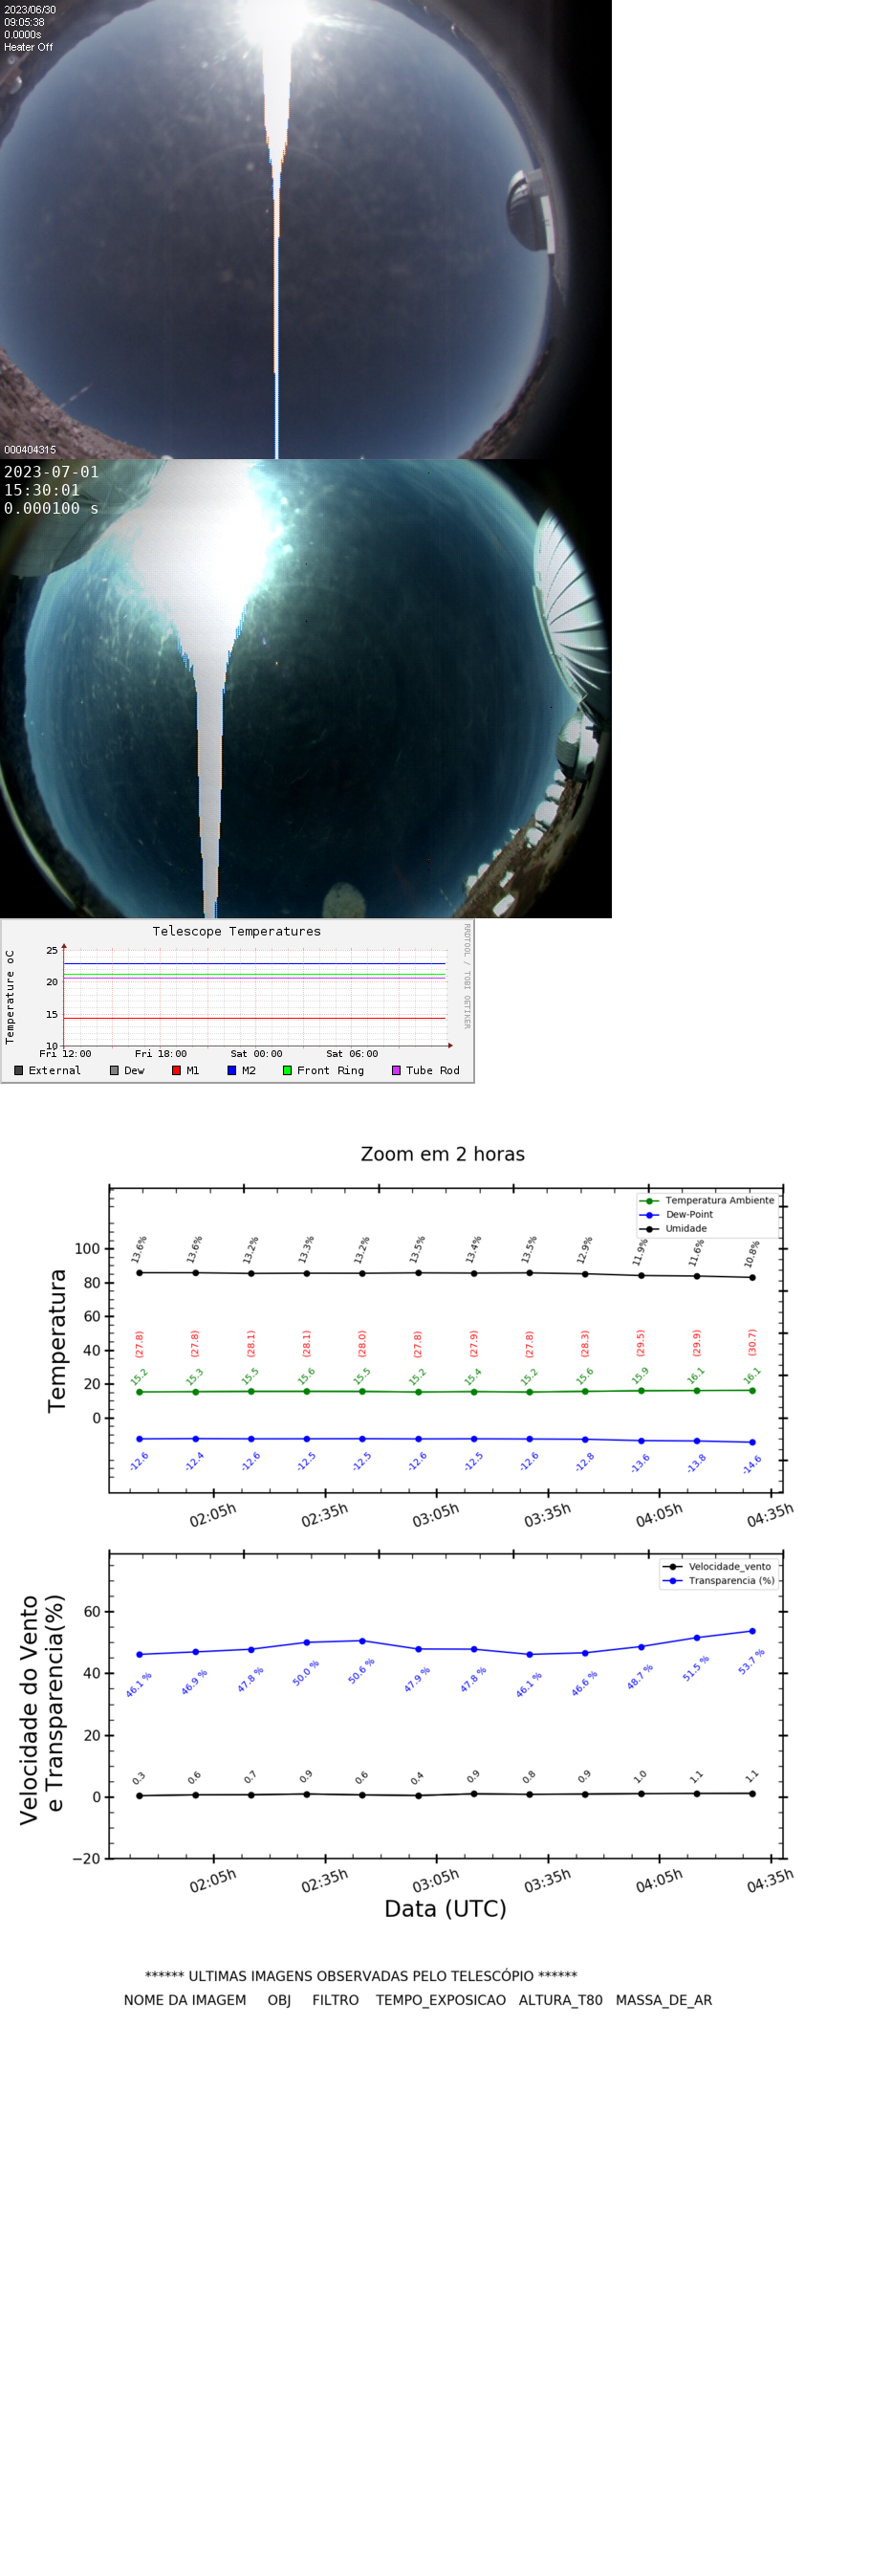 2023/06/30
09:05:38
0.0000s
Heater Off
000404315
2023-07-01
15:30:01
0.000100 s
Telescope Temperatures
RRDTOOL / TOBI OETIKER
Temperature oC
25
20
15
10
Fri 12:00 Fri 18:00 Sat 00:00 Sat 06:00
External Dew M1 M2 Front Ring Tube Rod
Zoom em 2 horas
Temperatura Ambiente
Dew-Point
Umidade
Temperatura
100
80
60
40
20
0
13.6% 13.6% 13.2% 13.3% 13.2% 13.5% 13.4% 13.5% 12.9% 11.9% 11.6% 10.8%
(27.8) (27.8) (28.1) (28.1) (28.0) (27.8) (27.9) (27.8) (28.3) (29.5) (29.9) (30.7)
15.2 15.3 15.5 15.6 15.5 15.2 15.4 15.2 15.6 15.9 16.1 16.1
-12.6 -12.4 -12.6 -12.5 -12.5 -12.6 -12.5 -12.6 -12.8 -13.6 -13.8 -14.6
02:05h 02:35h 03:05h 03:35h 04:05h 04:35h
Velocidade_vento
Transparencia (%)
Velocidade do Vento
e Transparencia(%)
60
40
20
0
−20
46.1 % 46.9 % 47.8 % 50.0 % 50.6 % 47.9 % 47.8 % 46.1 % 46.6 % 48.7 % 51.5 % 53.7 %
0.3 0.6 0.7 0.9 0.6 0.4 0.9 0.8 0.9 1.0 1.1 1.1
02:05h 02:35h 03:05h 03:35h 04:05h 04:35h
Data (UTC)
****** ULTIMAS IMAGENS OBSERVADAS PELO TELESCÓPIO ******
NOME DA IMAGEM OBJ FILTRO TEMPO_EXPOSICAO ALTURA_T80 MASSA_DE_AR